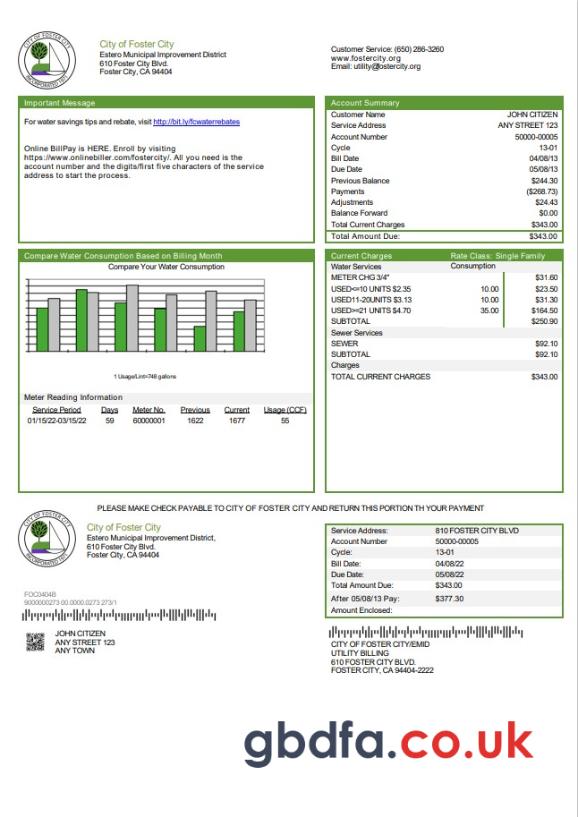 CITY OF FOSTER CITY
INCORPORATED 1971
City of Foster City
Estero Municipal Improvement District
610 Foster City Blvd.
Foster City, CA 94404
Customer Service: (650) 286-3260
www.fostercity.org
Email: utility@fostercity.org
Important Message
For water savings tips and rebate, visit http://bit.ly/fcwaterrebates
Online BillPay is HERE. Enroll by visiting
https://www.onlinebiller.com/fostercity/. All you need is the
account number and the digits/first five characters of the service
address to start the process.
Account Summary
Customer Name JOHN CITIZEN
Service Address ANY STREET 123
Account Number 50000-00005
Cycle 13-01
Bill Date 04/08/13
Due Date 05/08/13
Previous Balance $244.30
Payments ($268.73)
Adjustments $24.43
Balance Forward $0.00
Total Current Charges $343.00
Total Amount Due: $343.00
Compare Water Consumption Based on Billing Month
Compare Your Water Consumption
1 Usage/Lint=748 gallons
Meter Reading Information
Service Period Days Meter No. Previous Current Usage (CCF)
01/15/22-03/15/22 59 60000001 1622 1677 55
Current Charges Rate Class: Single Family
Water Services Consumption
METER CHG 3/4" $31.60
USED<=10 UNITS $2.35 10.00 $23.50
USED11-20UNITS $3.13 10.00 $31.30
USED>=21 UNITS $4.70 35.00 $164.50
SUBTOTAL $250.90
Sewer Services
SEWER $92.10
SUBTOTAL $92.10
Charges
TOTAL CURRENT CHARGES $343.00
PLEASE MAKE CHECK PAYABLE TO CITY OF FOSTER CITY AND RETURN THIS PORTION TH YOUR PAYMENT
CITY OF FOSTER CITY
City of Foster City
Estero Municipal Improvement District,
610 Foster City Blvd.
Foster City, CA 94404
Service Address: 810 FOSTER CITY BLVD
Account Number 50000-00005
Cycle: 13-01
Bill Date: 04/08/22
Due Date: 05/08/22
Total Amount Due: $343.00
After 05/08/13 Pay: $377.30
Amount Enclosed:
FOC0404B
9000000273 00.0000.0273 273/1
JOHN CITIZEN
ANY STREET 123
ANY TOWN
CITY OF FOSTER CITY/EMID
UTILITY BILLING
610 FOSTER CITY BLVD.
FOSTER CITY, CA 94404-2222
gbdfa.co.uk